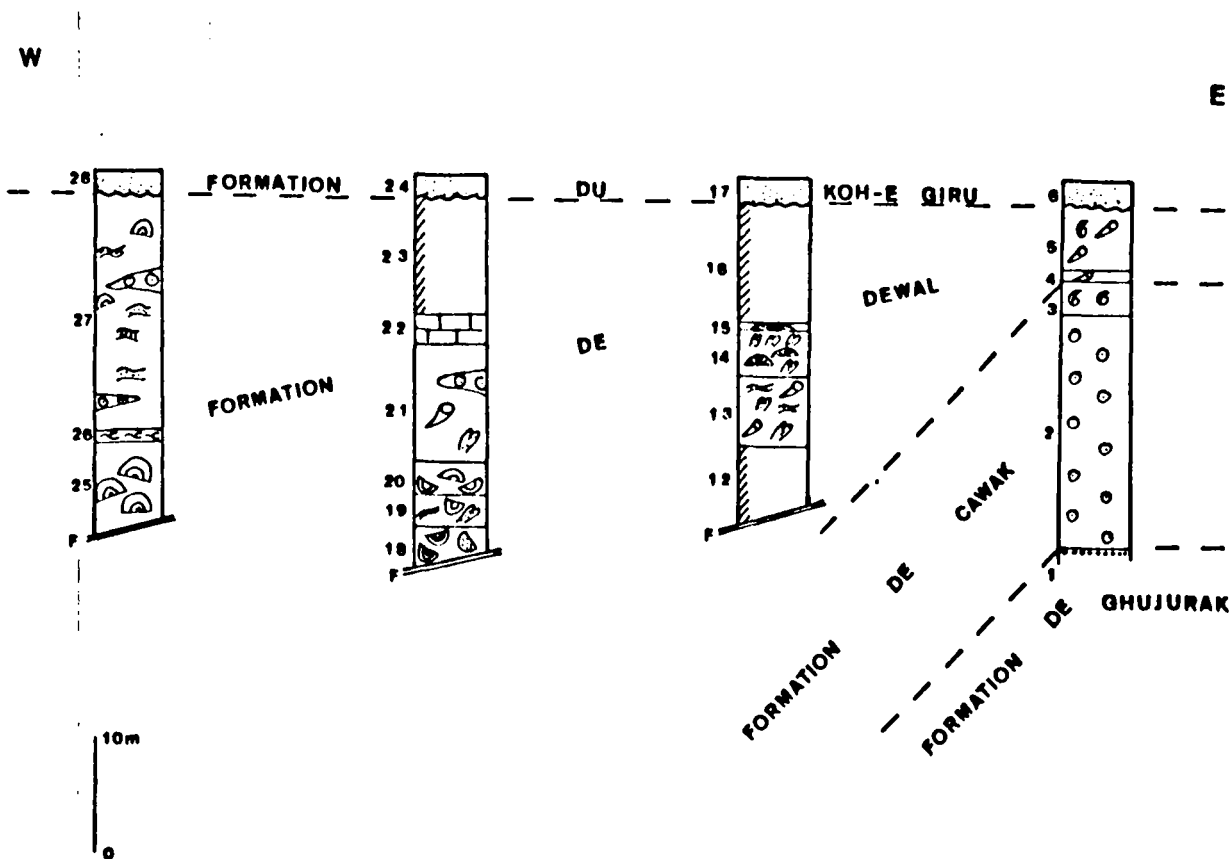 W
E
FORMATION DU KOH-E GIRU
FORMATION DE DEWAL
FORMATION DE CAWAK
FORMATION DE GHUJURAK
28
27
26
25
F
24
23
22
21
20
19
18
F
17
16
15
14
13
12
F
6
5
4
3
2
1
10m
0